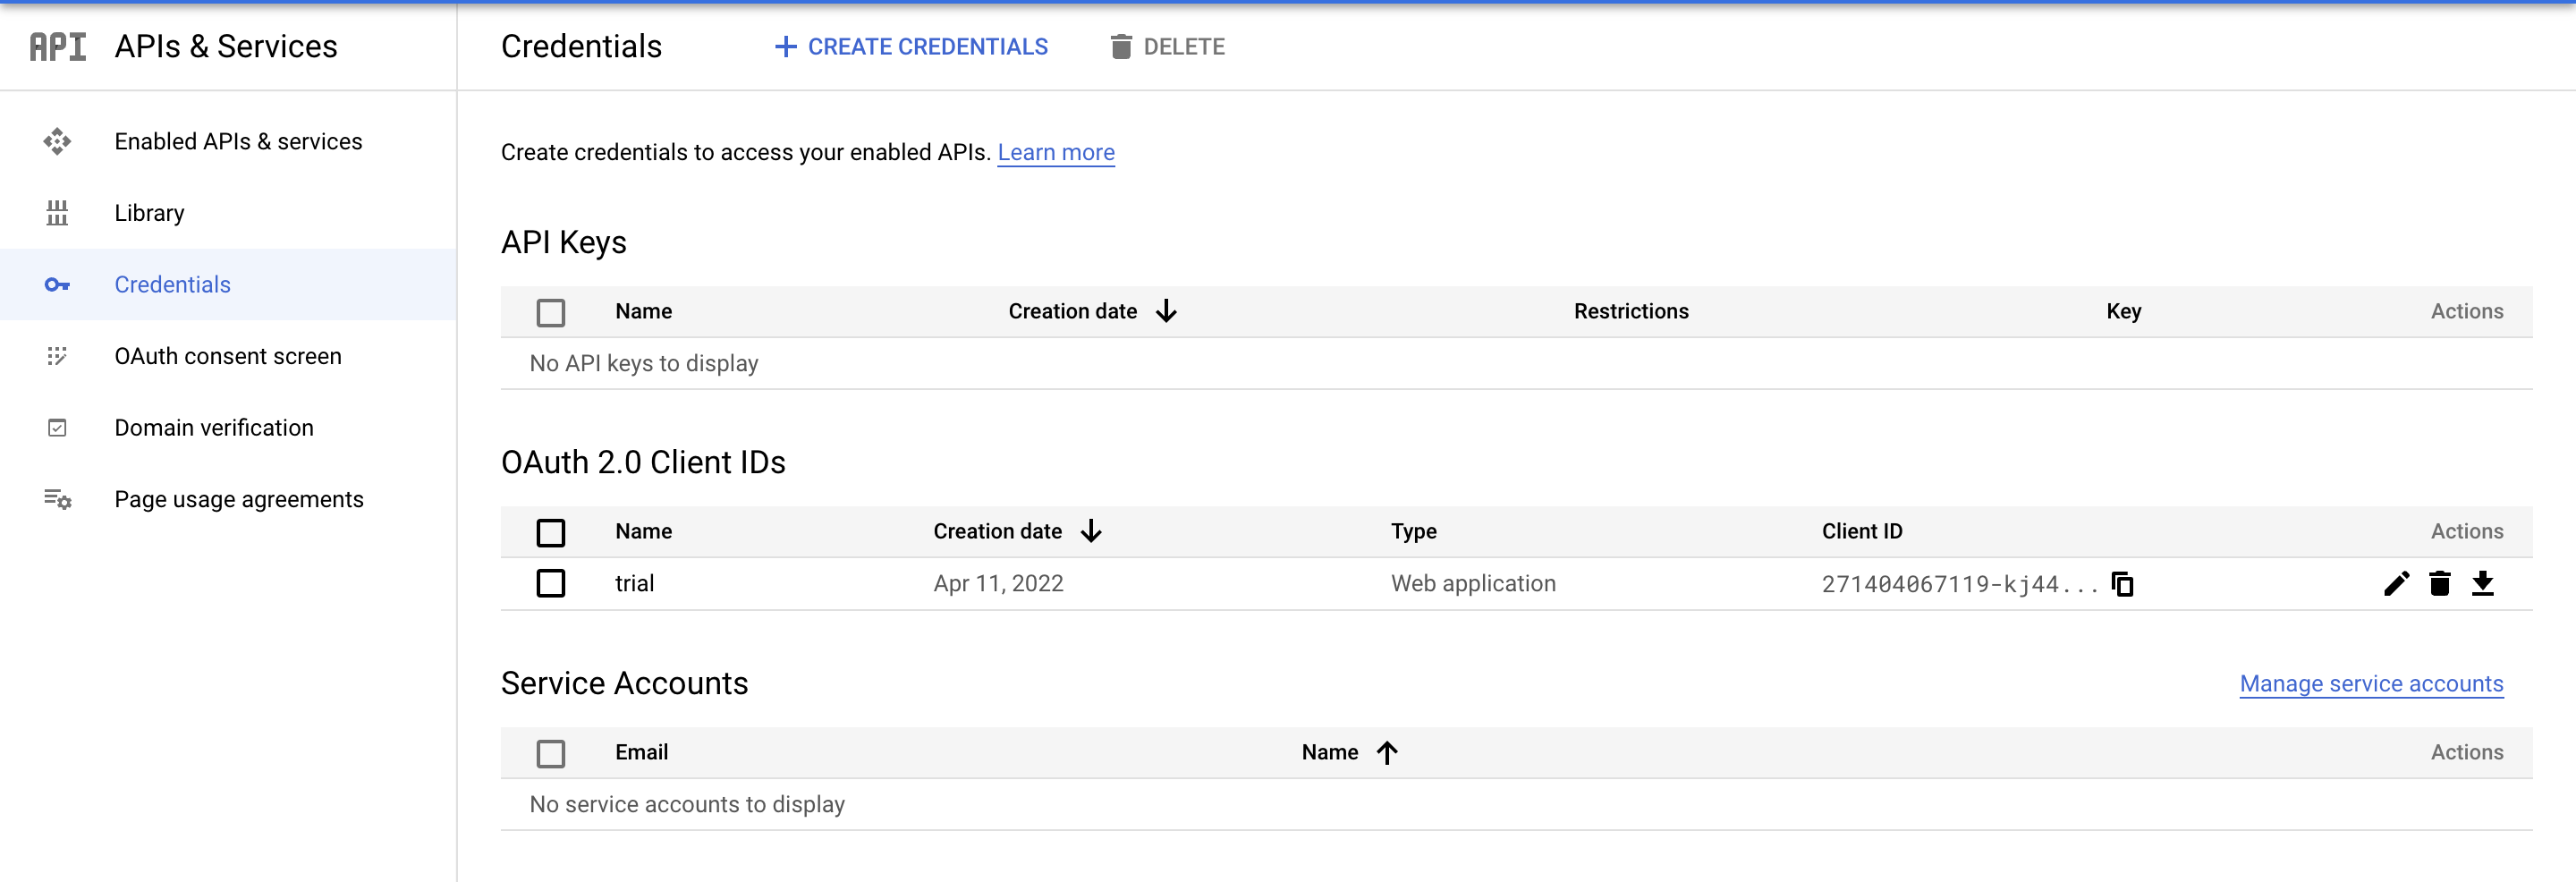 API APIs & Services
Credentials
CREATE CREDENTIALS
DELETE
Enabled APIs & services
Library
Credentials
OAuth consent screen
Domain verification
Page usage agreements
Create credentials to access your enabled APIs. Learn more
API Keys
Name Creation date Restrictions Key Actions
No API keys to display
OAuth 2.0 Client IDs
Name Creation date Type Client ID Actions
trial Apr 11, 2022 Web application 271404067119-kj44...
Service Accounts
Manage service accounts
Email Name Actions
No service accounts to display